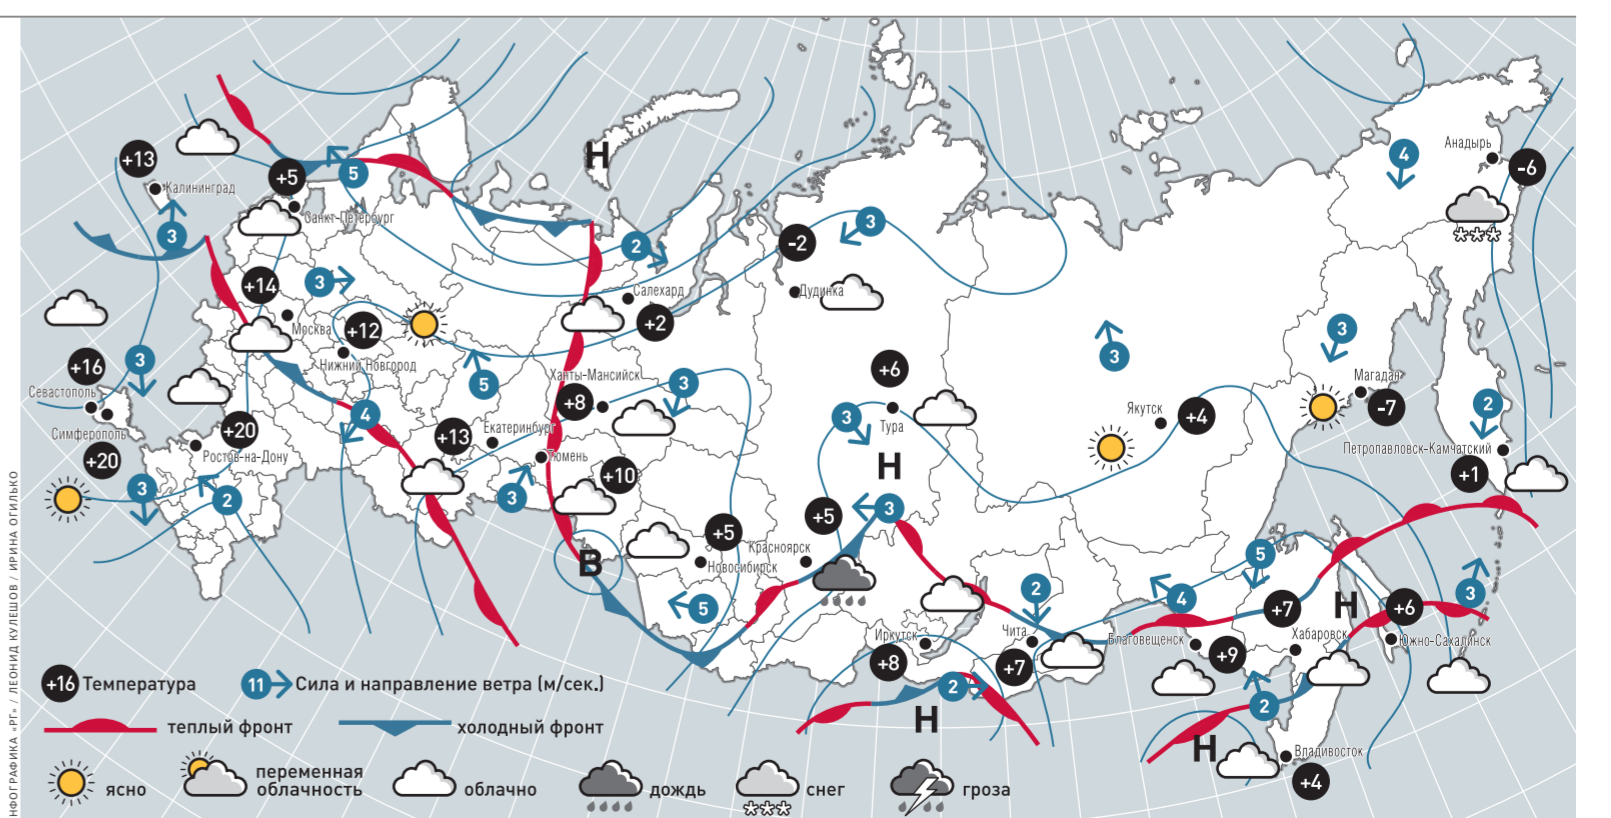 +13
Калининград
3
+5
5
Санкт-Петербург
Н
2
Салехард
+2
-2
Дудинка
3
4
Анадырь
-6
+14
Москва
3
+12
Нижний Новгород
+16
Севастополь
3
Симферополь
+20
+20
Ростов-на-Дону
3
2
4
5
+13
Екатеринбург
Ханты-Мансийск
+8
3
Тюмень
3
+10
+6
Тура
3
Н
3
Якутск
+4
3
Магадан
-7
2
Петропавловск-Камчатский
+1
В
+5
Новосибирск
5
+5
Красноярск
3
Иркутск
+8
2
Н
2
Чита
+7
4
5
Благовещенск
+9
+7
Хабаровск
Н
+6
Южно-Сахалинск
3
2
Н
Владивосток
+4
+16 Температура
11 Сила и направление ветра (м/сек.)
теплый фронт
холодный фронт
ясно
переменная
облачность
облачно
дождь
снег
гроза
НФОГРАФИКА «РГ» / ЛЕОНИД КУЛЕШОВ / ИРИНА ОГИЛЬКО